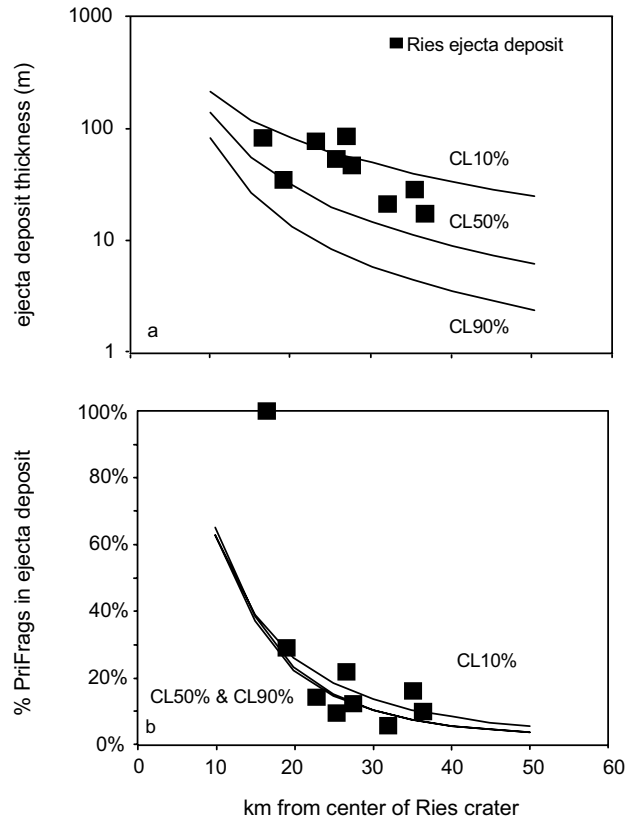 1000
Ries ejecta deposit
ejecta deposit thickness (m)
100
CL10%
CL50%
10
CL90%
a
1
100%
% PriFrags in ejecta deposit
80%
60%
40%
CL10%
20%
CL50% & CL90%
b
0%
0
10
20
30
40
50
60
km from center of Ries crater